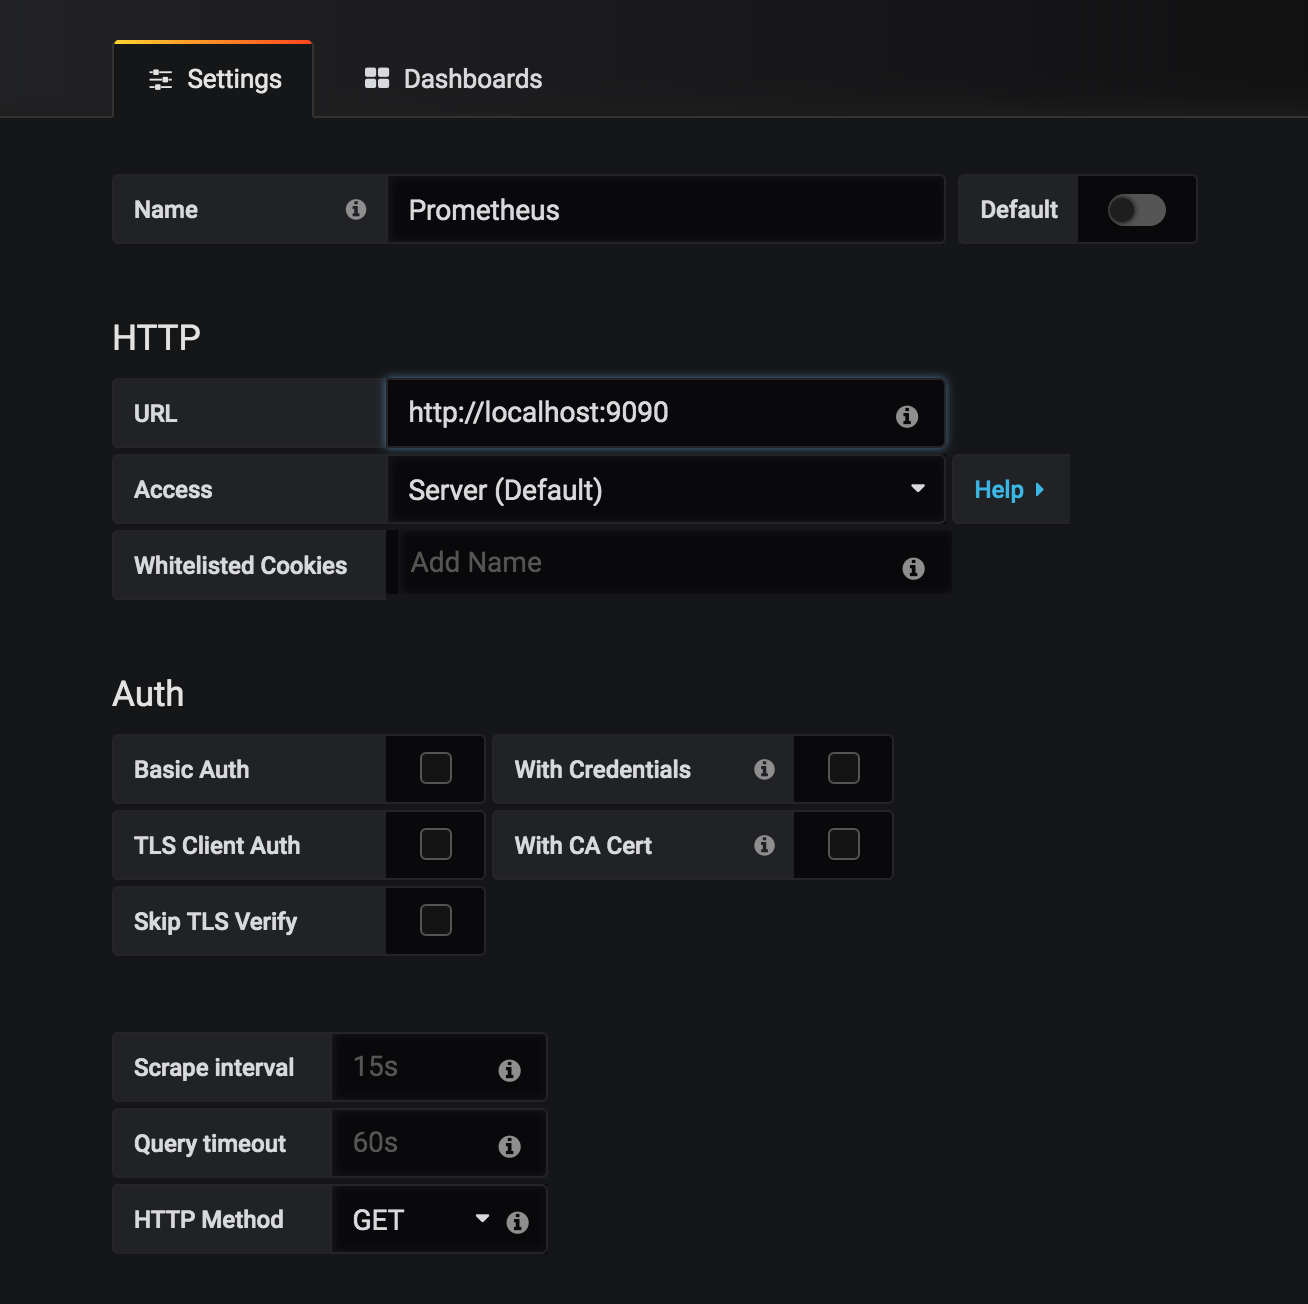 Settings
Dashboards
Name
Prometheus
Default
HTTP
URL
http://localhost:9090
Access
Server (Default)
Help
Whitelisted Cookies
Add Name
Auth
Basic Auth
With Credentials
TLS Client Auth
With CA Cert
Skip TLS Verify
Scrape interval
15s
Query timeout
60s
HTTP Method
GET